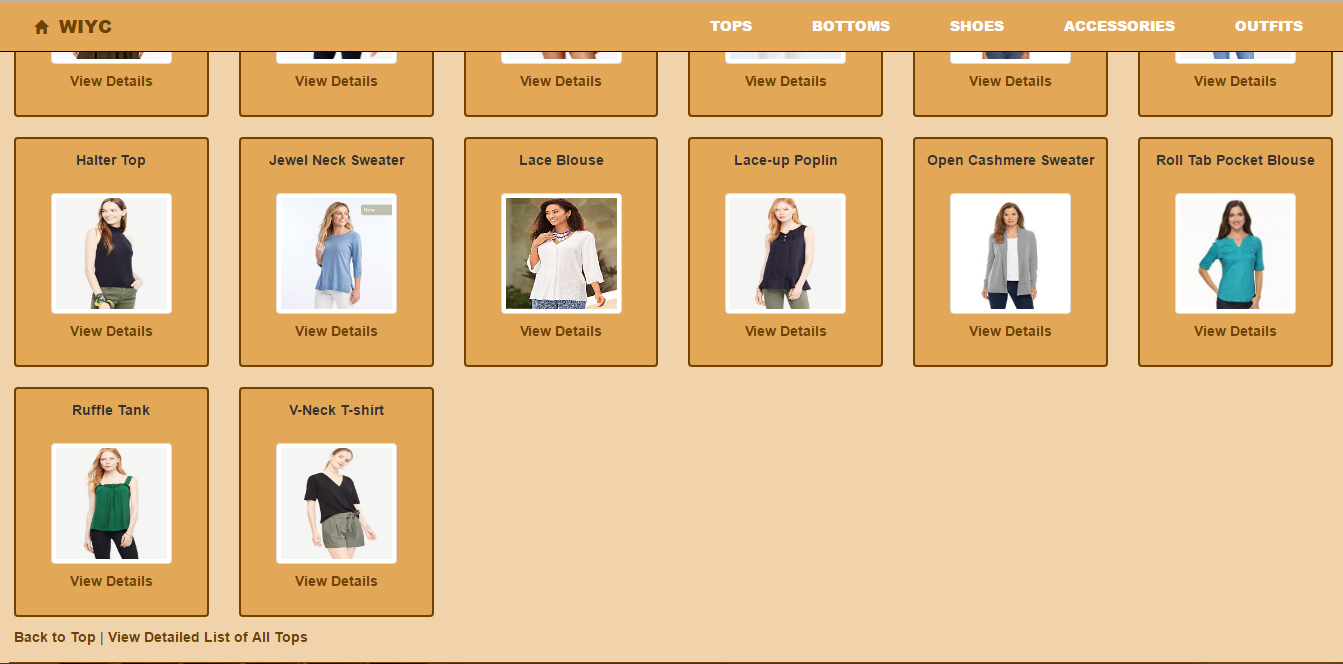 WIYC TOPS BOTTOMS SHOES ACCESSORIES OUTFITS
View Details View Details View Details View Details View Details View Details
Halter Top Jewel Neck Sweater Lace Blouse Lace-up Poplin Open Cashmere Sweater Roll Tab Pocket Blouse
New
View Details View Details View Details View Details View Details View Details
Ruffle Tank V-Neck T-shirt
View Details View Details
Back to Top | View Detailed List of All Tops